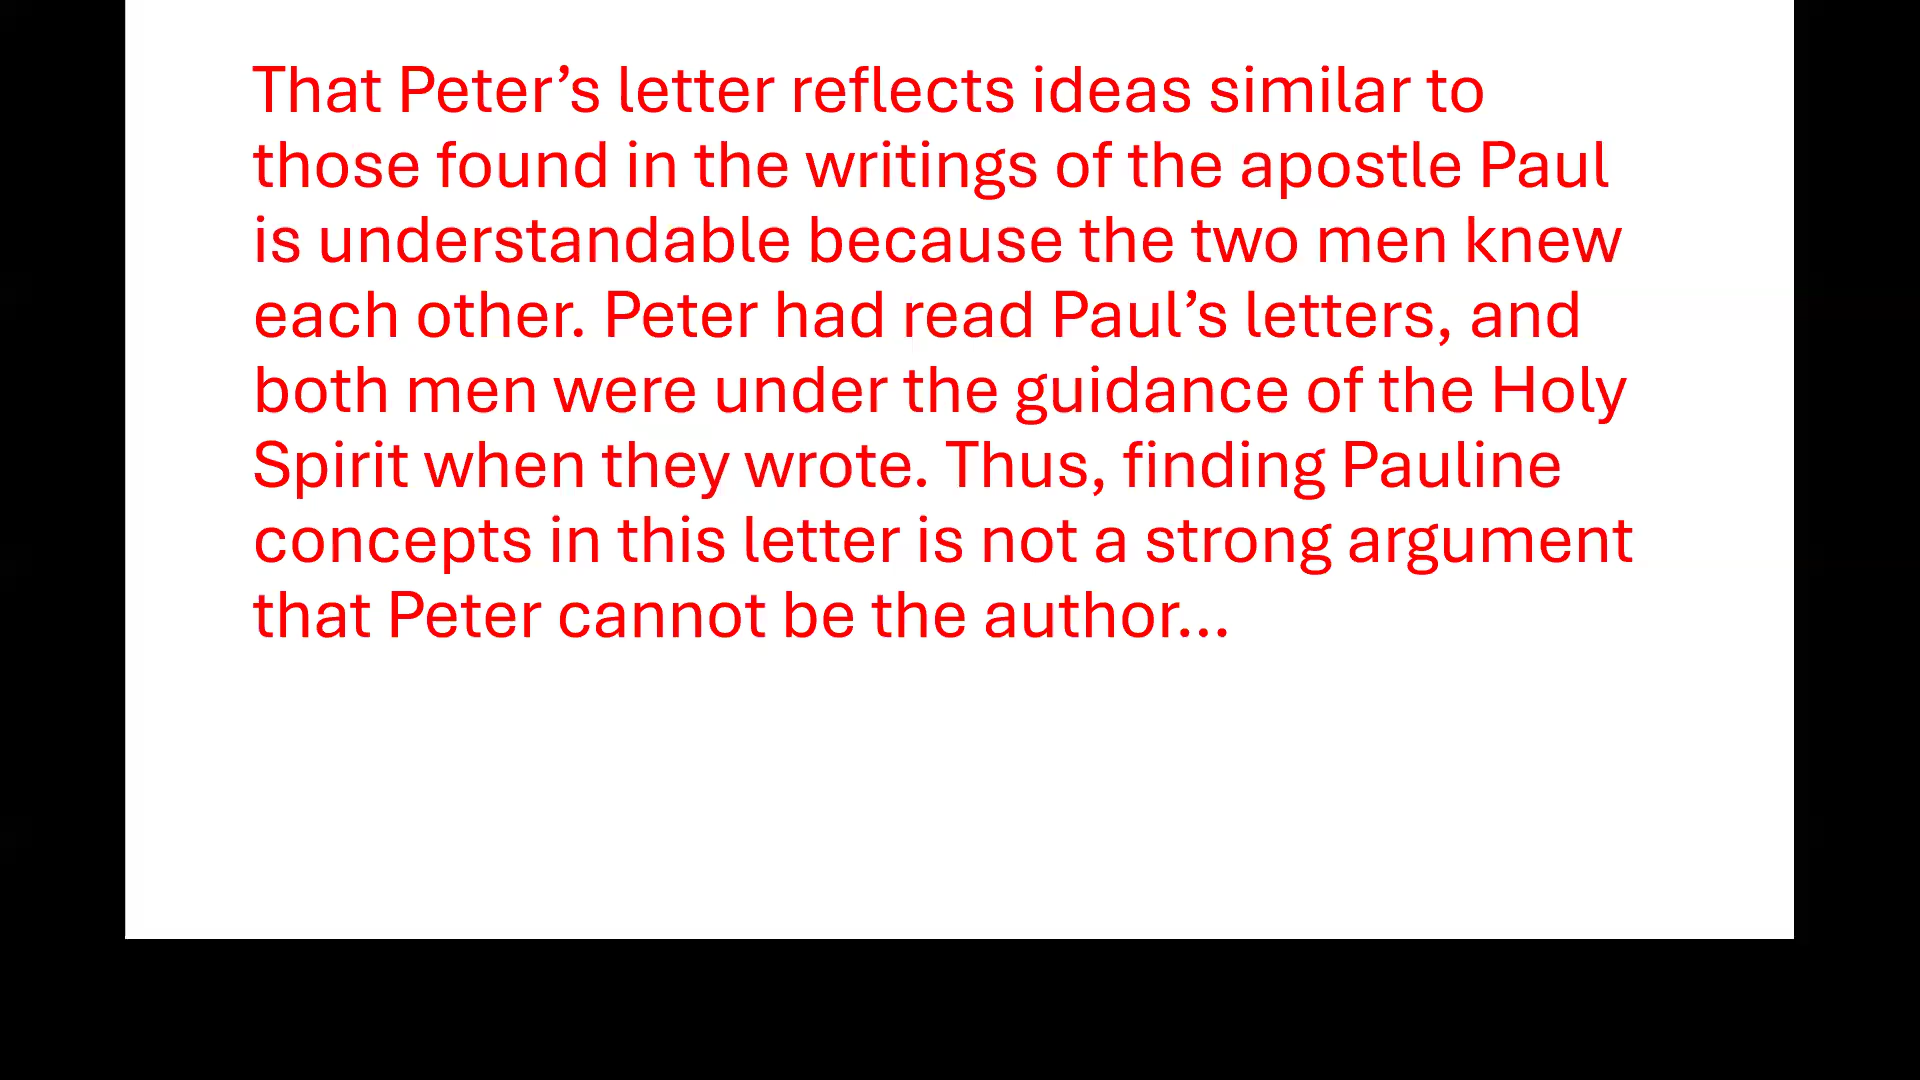 That Peter’s letter reflects ideas similar to
those found in the writings of the apostle Paul
is understandable because the two men knew
each other. Peter had read Paul’s letters, and
both men were under the guidance of the Holy
Spirit when they wrote. Thus, finding Pauline
concepts in this letter is not a strong argument
that Peter cannot be the author...